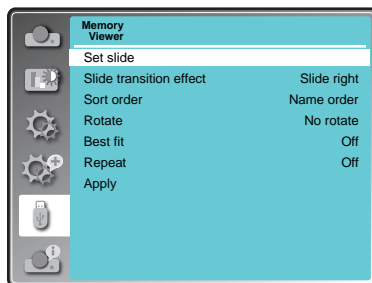 Memory
Viewer
Set slide
Slide transition effect Slide right
Sort order Name order
Rotate No rotate
Best fit Off
Repeat Off
Apply